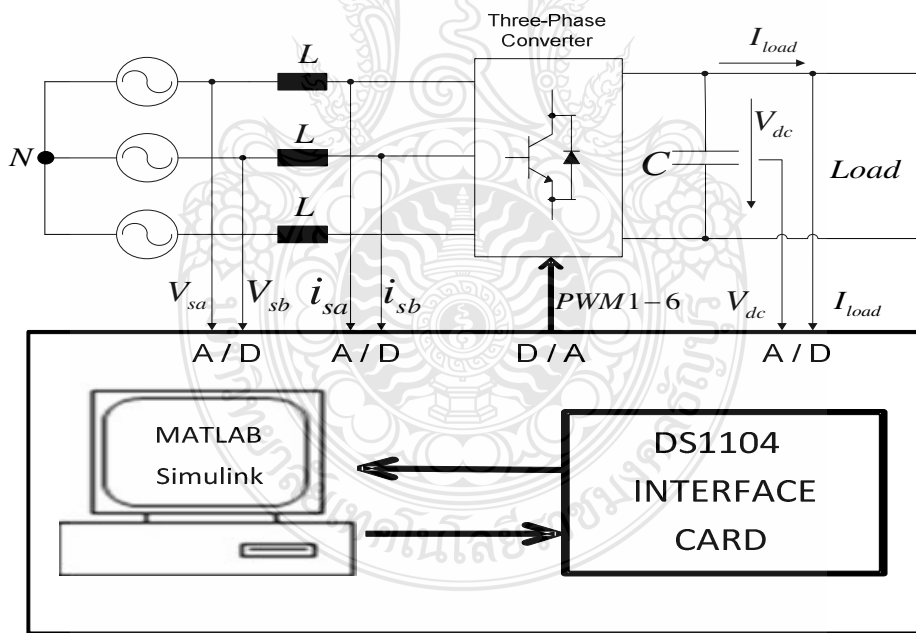 Three-Phase
Converter
I_load
L
L
L
N
V_dc
C
Load
V_sa
V_sb
i_sa
i_sb
PWM1-6
V_dc
I_load
A / D
A / D
D / A
A / D
MATLAB
Simulink
DS1104
INTERFACE
CARD